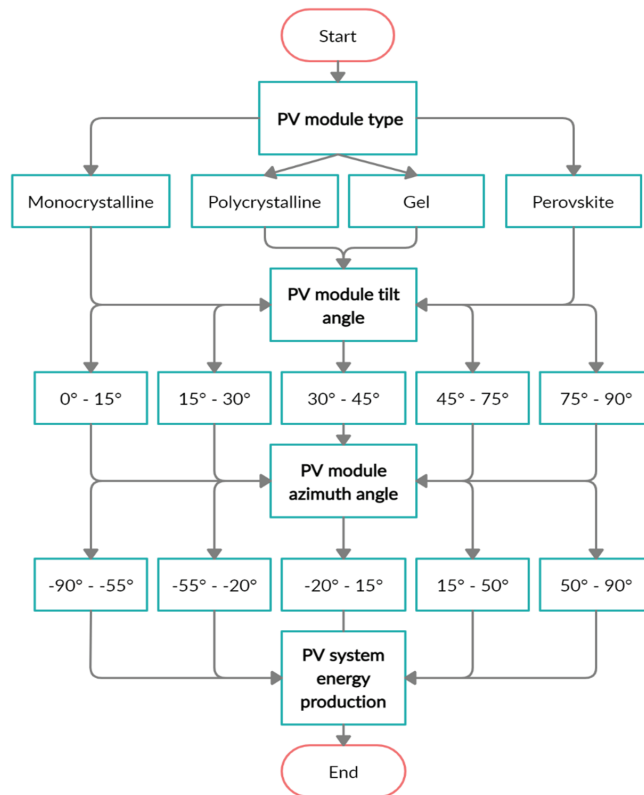 Start
PV module type
Monocrystalline
Polycrystalline
Gel
Perovskite
PV module tilt
angle
0° - 15°
15° - 30°
30° - 45°
45° - 75°
75° - 90°
PV module
azimuth angle
-90° - -55°
-55° - -20°
-20° - 15°
15° - 50°
50° - 90°
PV system
energy
production
End